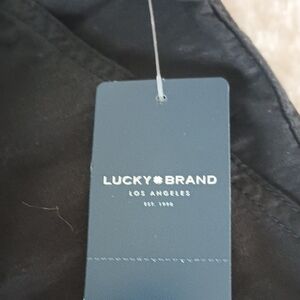 LUCKY BRAND
LOS ANGELES
EST. 1990